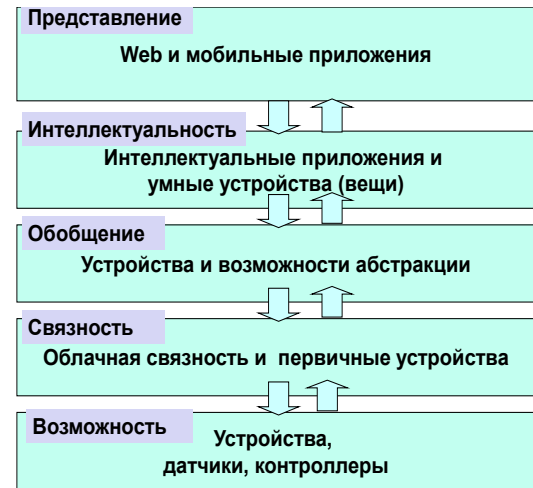 Представление
Web и мобильные приложения
Интеллектуальность
Интеллектуальные приложения и
умные устройства (вещи)
Обобщение
Устройства и возможности абстракции
Связность
Облачная связность и первичные устройства
Возможность
Устройства,
датчики, контроллеры